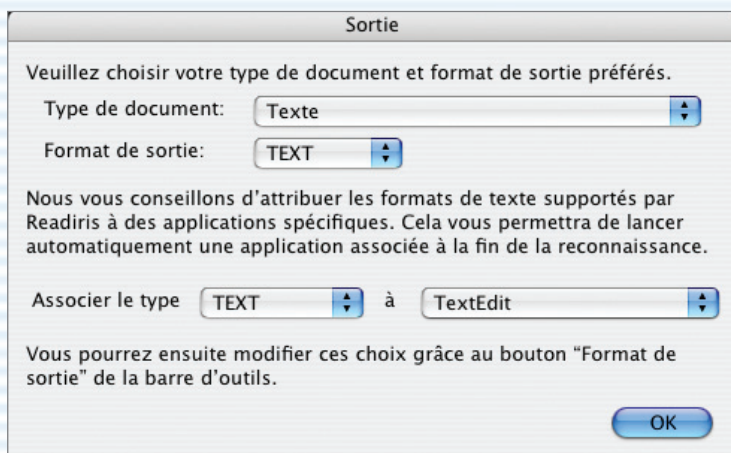 Sortie
Veuillez choisir votre type de document et format de sortie préférés.
Type de document: Texte
Format de sortie: TEXT
Nous vous conseillons d'attribuer les formats de texte supportés par
Readiris à des applications spécifiques. Cela vous permettra de lancer
automatiquement une application associée à la fin de la reconnaissance.
Associer le type TEXT à TextEdit
Vous pourrez ensuite modifier ces choix grâce au bouton “Format de
sortie” de la barre d'outils.
OK